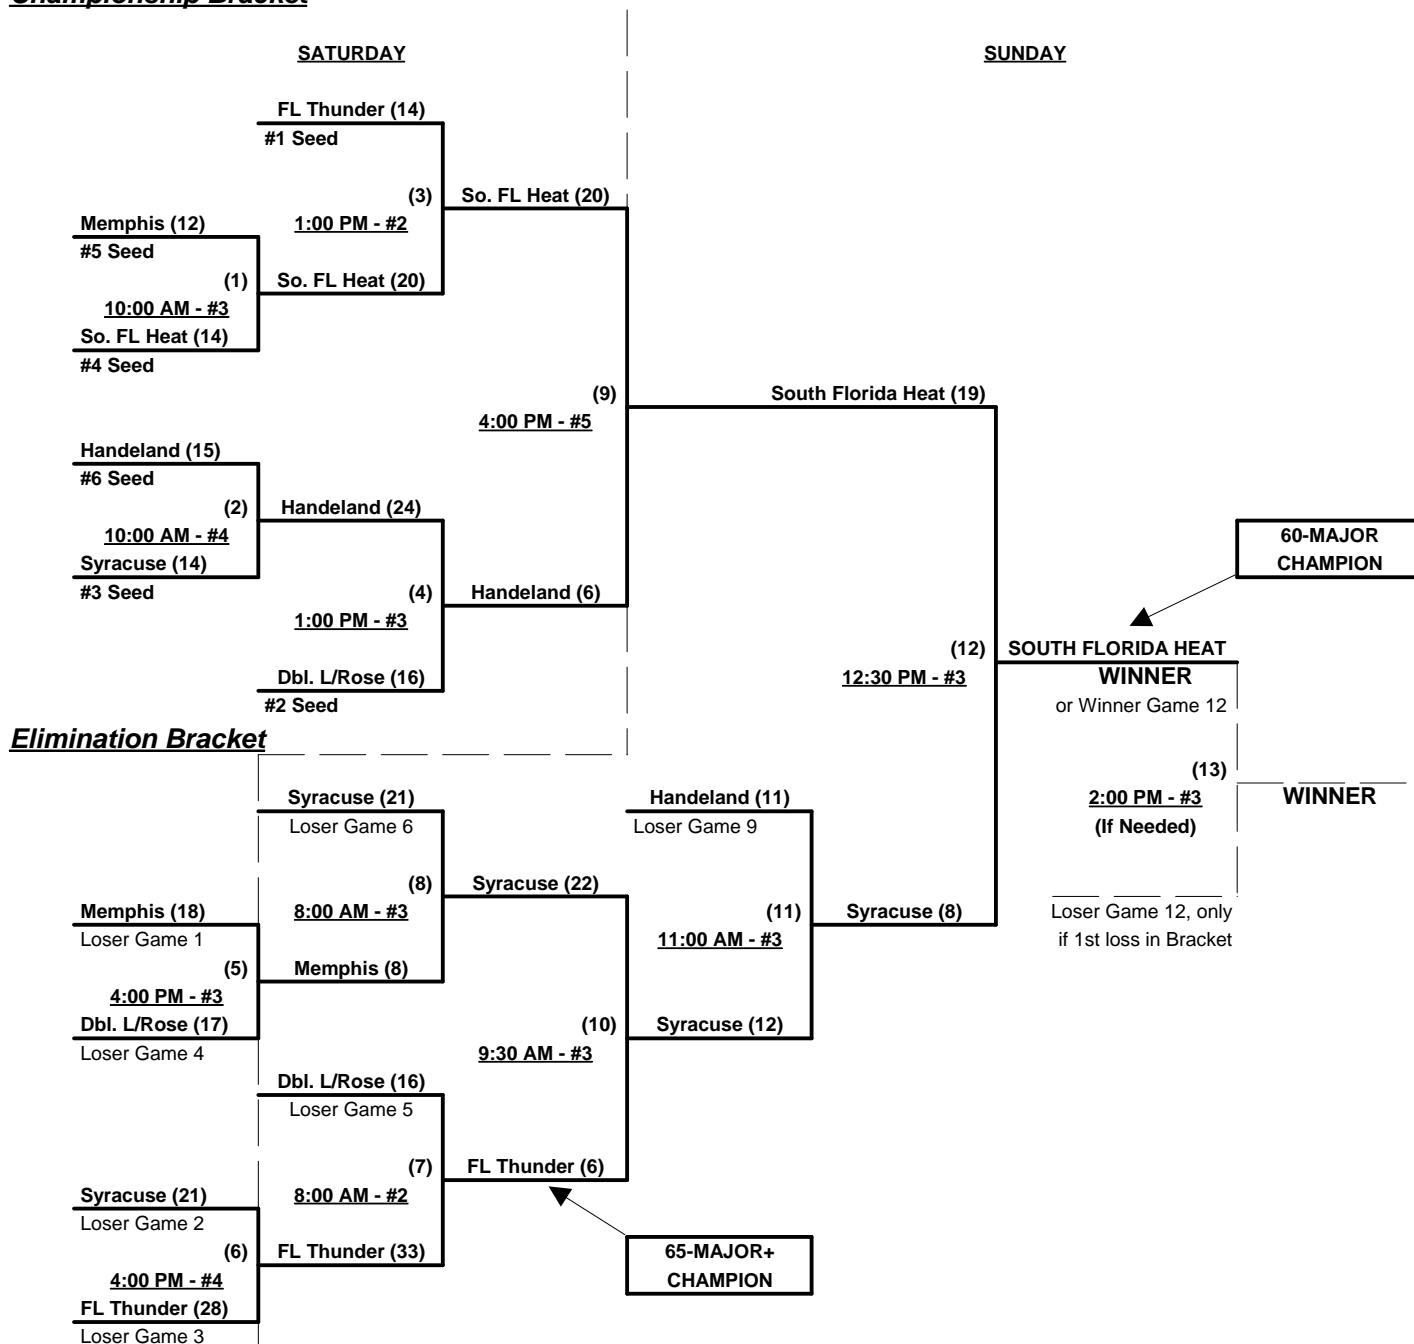 Championship Bracket
SATURDAY
SUNDAY
FL Thunder (14)
#1 Seed
(3)
So. FL Heat (20)
1:00 PM - #2
Memphis (12)
#5 Seed
(1)
So. FL Heat (20)
10:00 AM - #3
So. FL Heat (14)
#4 Seed
(9)
South Florida Heat (19)
4:00 PM - #5
Handeland (15)
#6 Seed
(2)
Handeland (24)
10:00 AM - #4
Syracuse (14)
#3 Seed
60-MAJOR
CHAMPION
(4)
Handeland (6)
1:00 PM - #3
(12)
SOUTH FLORIDA HEAT
Dbl. L/Rose (16)
12:30 PM - #3
WINNER
#2 Seed
or Winner Game 12
Elimination Bracket
(13)
Syracuse (21)
Handeland (11)
2:00 PM - #3
WINNER
Loser Game 6
Loser Game 9
(If Needed)
(8)
Syracuse (22)
Memphis (18)
8:00 AM - #3
(11)
Syracuse (8)
Loser Game 12, only
Loser Game 1
11:00 AM - #3
if 1st loss in Bracket
(5)
Memphis (8)
4:00 PM - #3
Dbl. L/Rose (17)
(10)
Syracuse (12)
Loser Game 4
9:30 AM - #3
Dbl. L/Rose (16)
Loser Game 5
(7)
FL Thunder (6)
Syracuse (21)
8:00 AM - #2
Loser Game 2
(6)
FL Thunder (33)
65-MAJOR+
4:00 PM - #4
CHAMPION
FL Thunder (28)
Loser Game 3